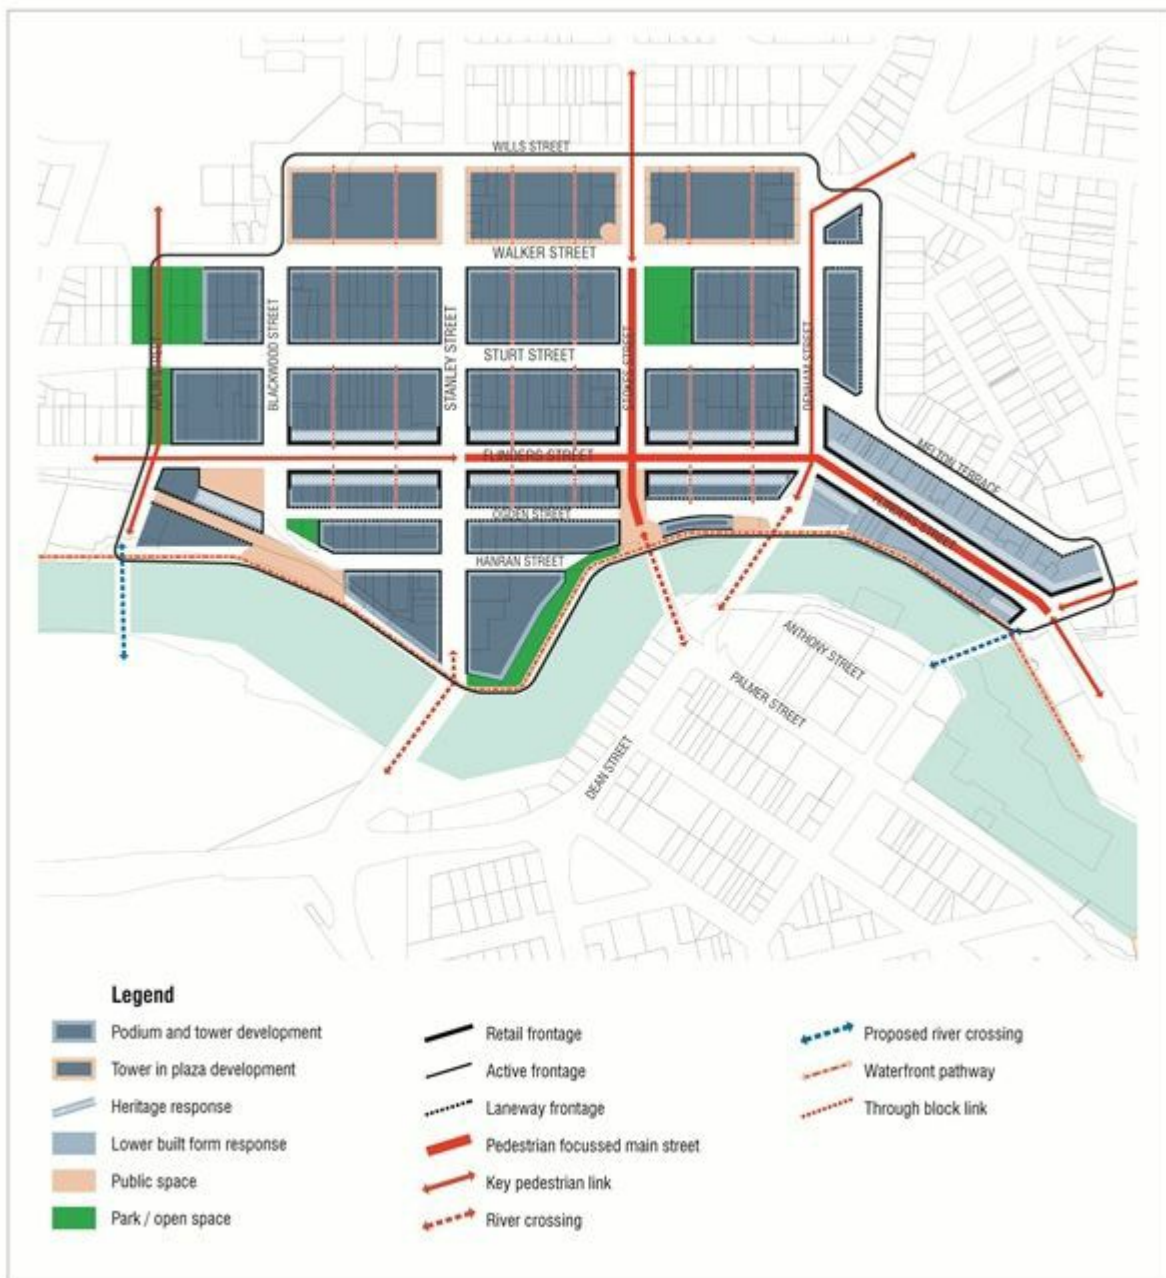 WILLS STREET
WALKER STREET
BLACKWOOD STREET
STANLEY STREET
STURT STREET
STOKES STREET
DENHAM STREET
FLINDERS STREET
MELTON TERRACE
FLINDERS STREET
OGDEN STREET
HANRAN STREET
ANTHONY STREET
PALMER STREET
DEAN STREET
Legend
Podium and tower development
Tower in plaza development
Heritage response
Lower built form response
Public space
Park / open space
Retail frontage
Active frontage
Laneway frontage
Pedestrian focussed main street
Key pedestrian link
River crossing
Proposed river crossing
Waterfront pathway
Through block link